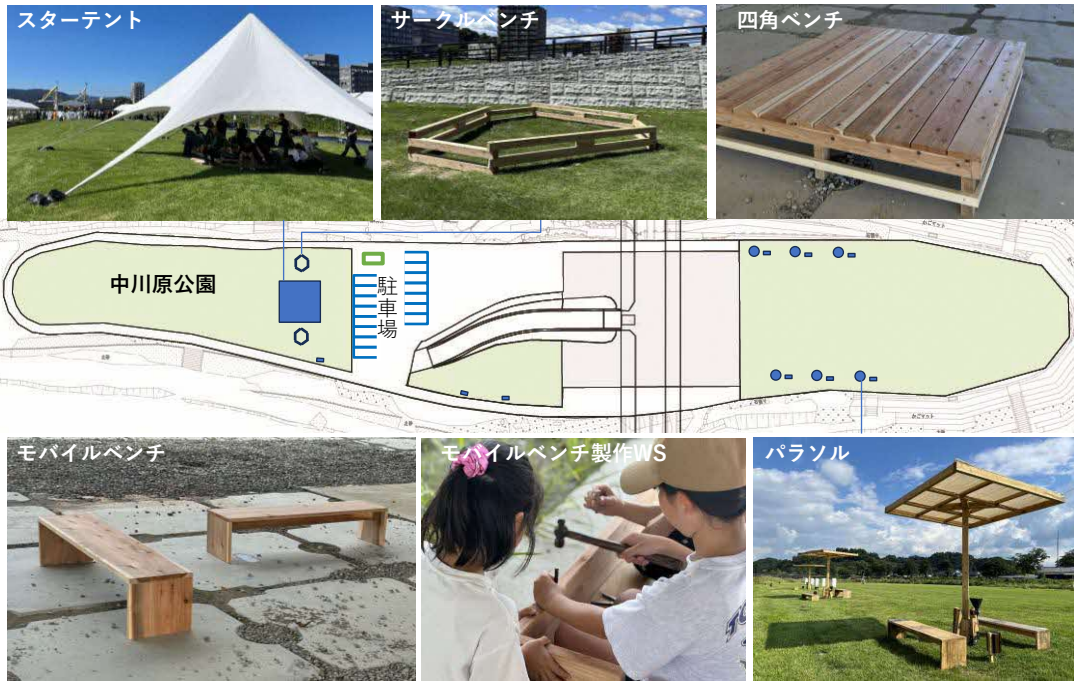 スターテント
サークルベンチ
四角ベンチ
中川原公園
駐車場
モバイルベンチ
モバイルベンチ製作WS
パラソル